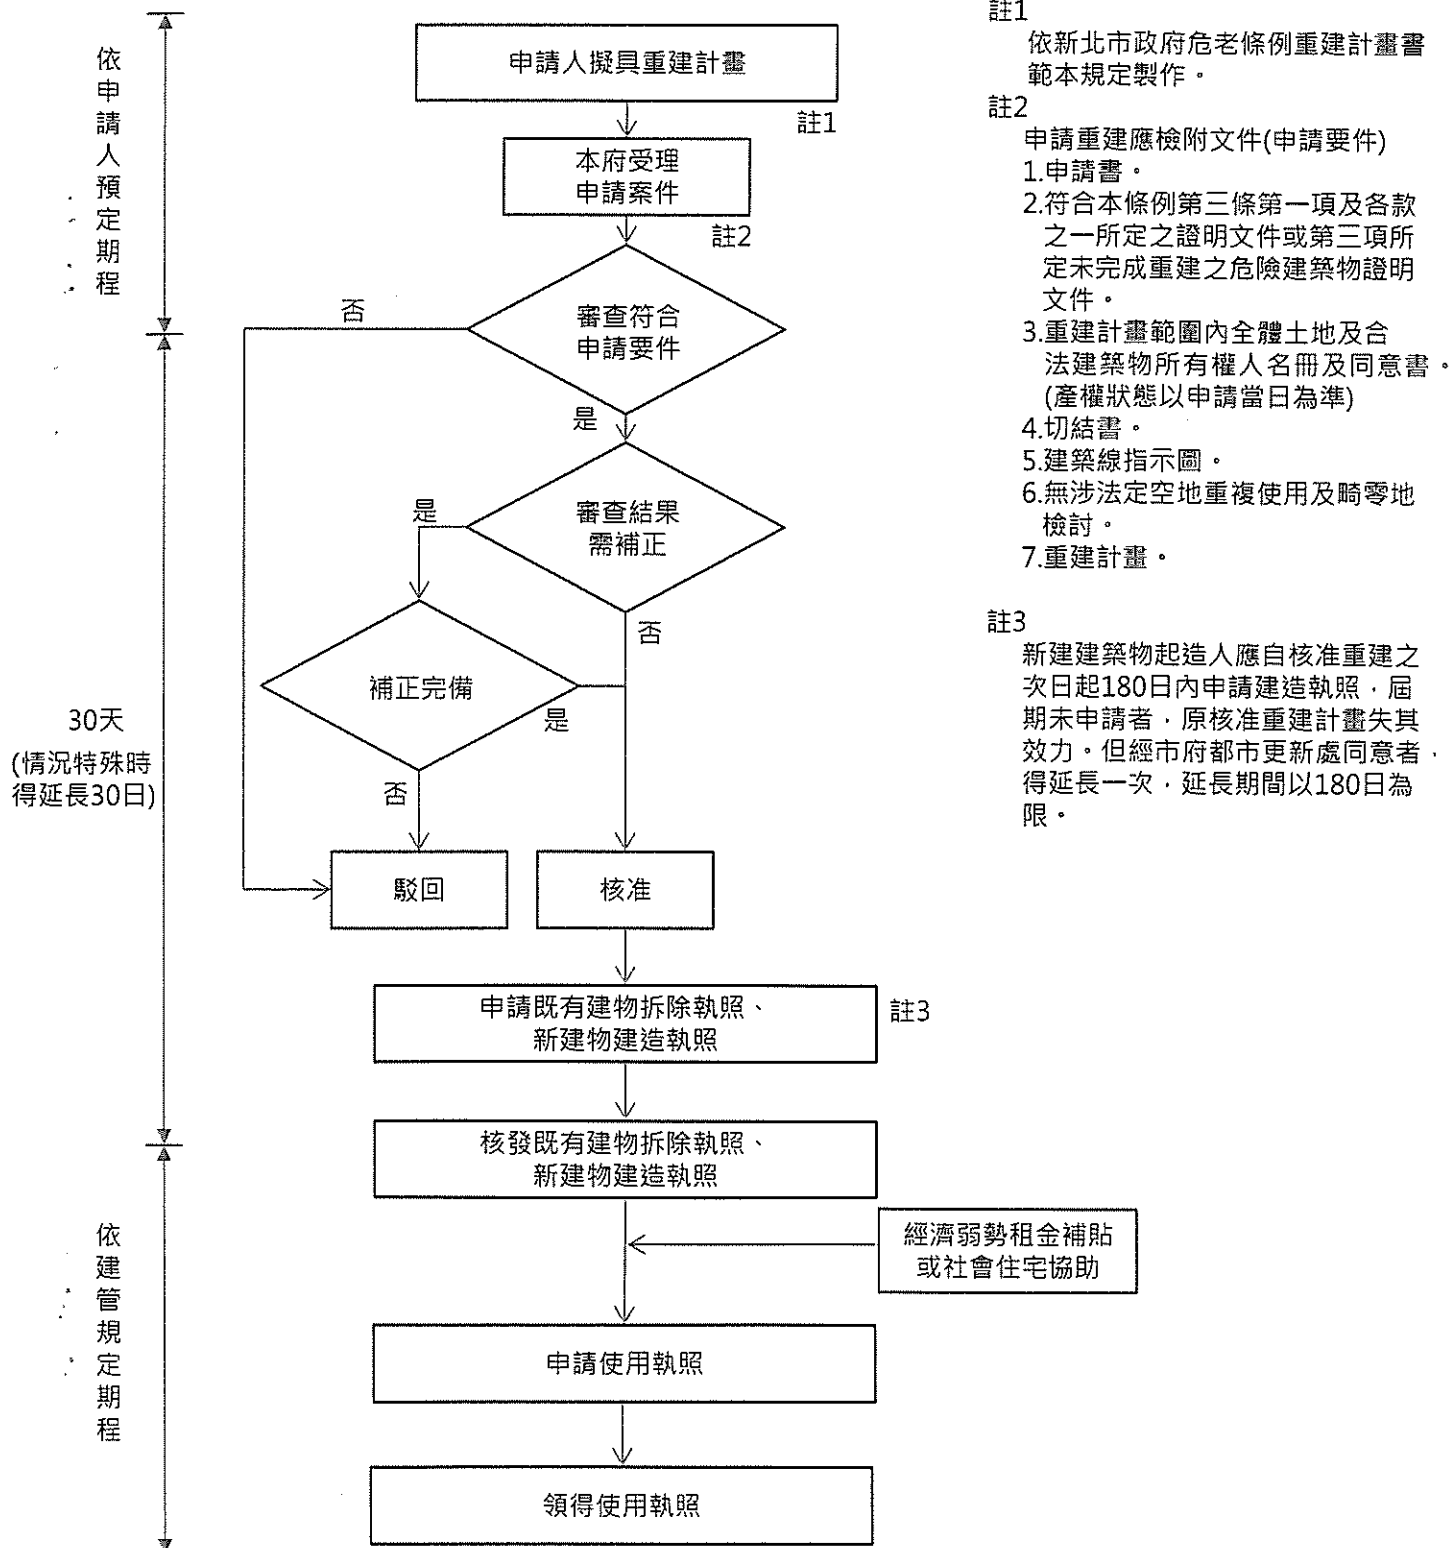 依申請人預定期程
申請人擬具重建計畫
註1
本府受理
申請案件
註2
審查符合
申請要件
否
是
審查結果
需補正
是
否
補正完備
是
否
30天
(情況特殊時
得延長30日)
駁回
核准
申請既有建物拆除執照、
新建物建造執照
註3
核發既有建物拆除執照、
新建物建造執照
經濟弱勢租金補貼
或社會住宅協助
依建管規定期程
申請使用執照
領得使用執照
註1
依新北市政府危老條例重建計畫書
範本規定製作。
註2
申請重建應檢附文件(申請要件)
1.申請書。
2.符合本條例第三條第一項及各款
之一所定之證明文件或第三項所
定未完成重建之危險建築物證明
文件。
3.重建計畫範圍內全體土地及合
法建築物所有權人名冊及同意書。
(產權狀態以申請當日為準)
4.切結書。
5.建築線指示圖。
6.無涉法定空地重複使用及畸零地
檢討。
7.重建計畫。
註3
新建建築物起造人應自核准重建之
次日起180日內申請建造執照，屆
期未申請者，原核准重建計畫失其
效力。但經市府都市更新處同意者，
得延長一次，延長期間以180日為
限。